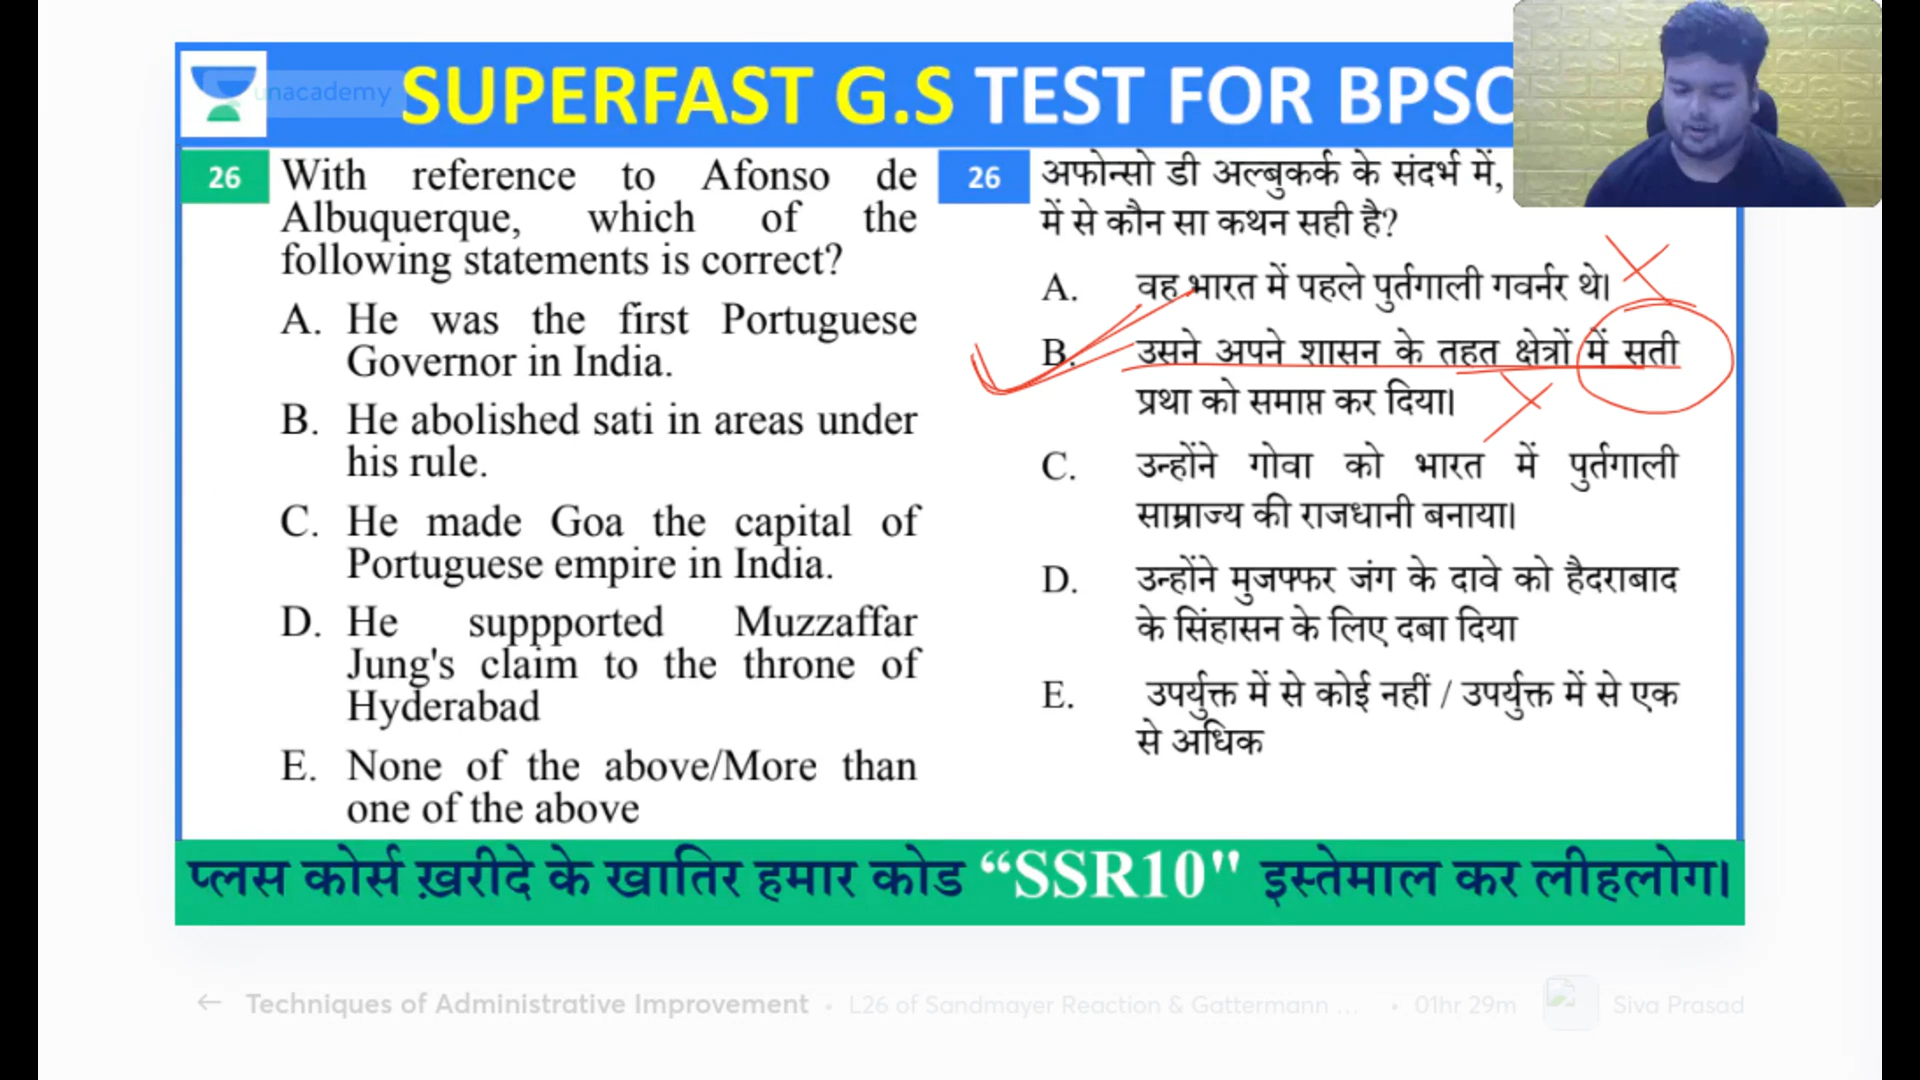 unacademy
SUPERFAST G.S TEST FOR BPSC
26
With reference to Afonso de
Albuquerque, which of the
following statements is correct?
A. He was the first Portuguese
Governor in India.
B. He abolished sati in areas under
his rule.
C. He made Goa the capital of
Portuguese empire in India.
D. He suppported Muzzaffar
Jung's claim to the throne of
Hyderabad
E. None of the above/More than
one of the above
26
अफोन्सो डी अल्बुकर्क के संदर्भ में,
में से कौन सा कथन सही है?
A. वह भारत में पहले पुर्तगाली गवर्नर थे।
B. उसने अपने शासन के तहत क्षेत्रों में सती
प्रथा को समाप्त कर दिया।
C. उन्होंने गोवा को भारत में पुर्तगाली
साम्राज्य की राजधानी बनाया।
D. उन्होंने मुजफ्फर जंग के दावे को हैदराबाद
के सिंहासन के लिए दबा दिया
E. उपर्युक्त में से कोई नहीं / उपर्युक्त में से एक
से अधिक
प्लस कोर्स ख़रीदे के खातिर हमार कोड “SSR10" इस्तेमाल कर लीहलोग।
← Techniques of Administrative Improvement • L26 of Sandmayer Reaction & Gattermann ... • 01hr 29m Siva Prasad